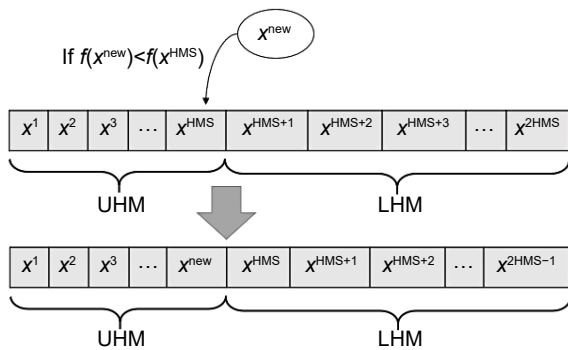 x^new
If f(x^new)<f(x^HMS)
x^1 x^2 x^3 ··· x^HMS x^HMS+1 x^HMS+2 x^HMS+3 ··· x^2HMS
UHM LHM
x^1 x^2 x^3 ··· x^new x^HMS x^HMS+1 x^HMS+2 ··· x^2HMS−1
UHM LHM